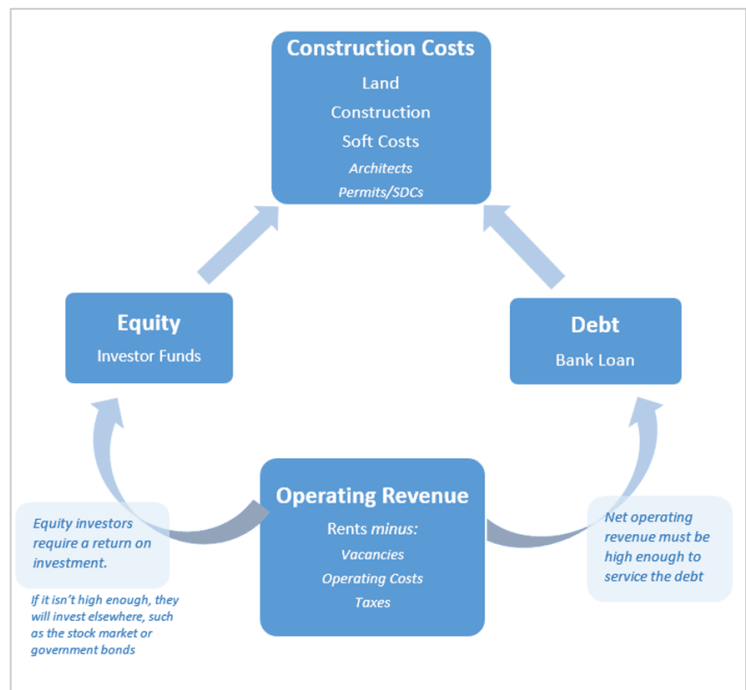 Construction Costs
Land
Construction
Soft Costs
Architects
Permits/SDCs
Equity
Investor Funds
Debt
Bank Loan
Operating Revenue
Rents minus:
Vacancies
Operating Costs
Taxes
Equity investors
require a return on
investment.
If it isn't high enough, they
will invest elsewhere, such
as the stock market or
government bonds
Net operating
revenue must be
high enough to
service the debt